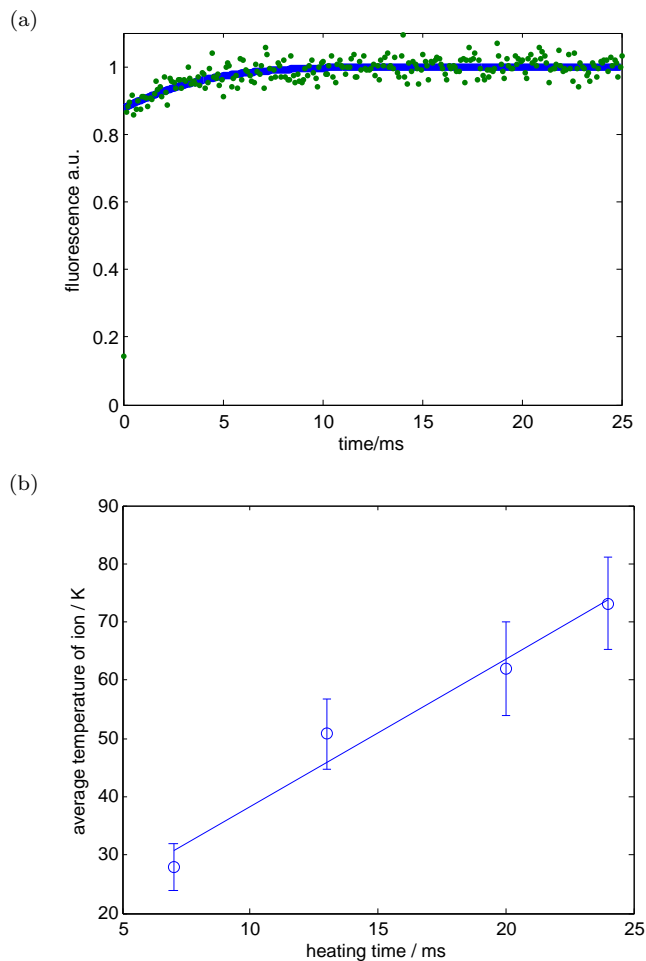 (a)
1
0.8
0.6
0.4
0.2
0
fluorescence a.u.
0 5 10 15 20 25
time/ms
(b)
90
80
70
60
50
40
30
20
average temperature of ion / K
5 10 15 20 25
heating time / ms